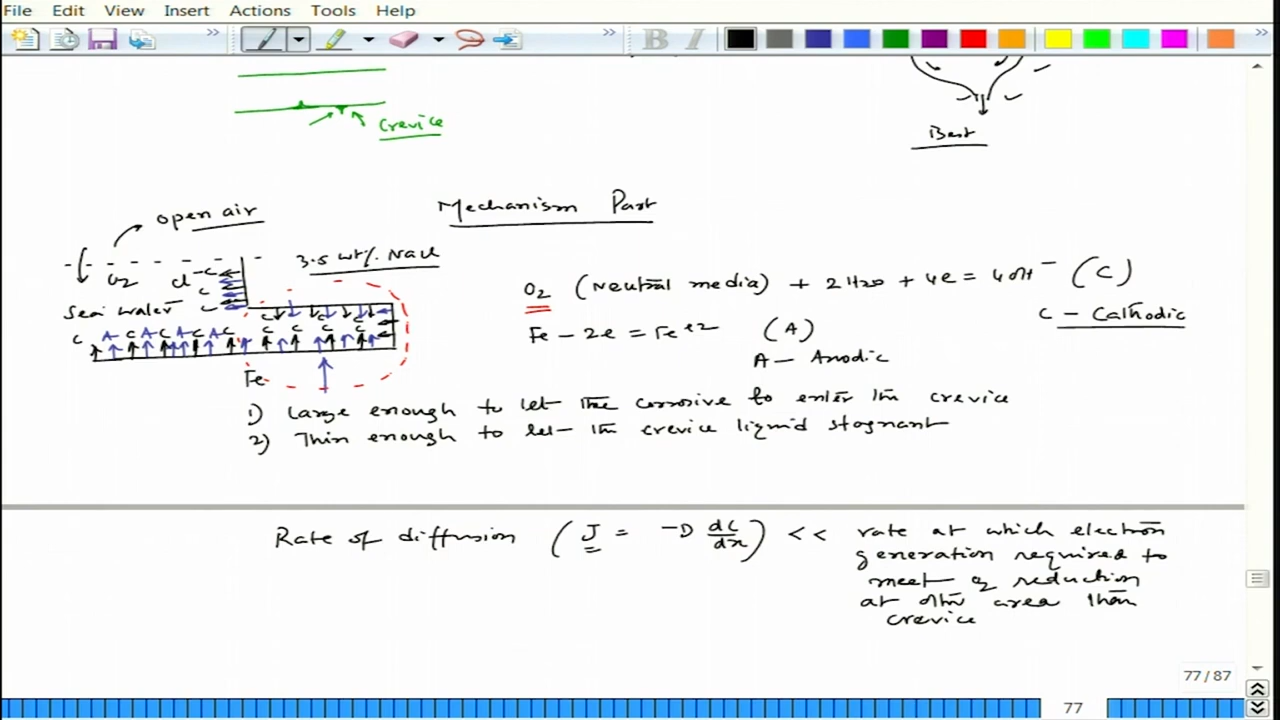 File Edit View Insert Actions Tools Help
B I
Crevice
Best
Mechanism Part
open air
3.5 wt% NaCl
O2 Cl- C
C
Sea water C
C A C A C A C A C C C C C
Fe
O2 (Neutral media) + 2H2O + 4e = 4OH- (C)
C - Cathodic
Fe - 2e = Fe+2 (A)
A - Anodic
1) Large enough to let the corrosive to enter the crevice
2) Thin enough to let the crevice liquid stagnant
Rate of diffusion (J = -D dC/dx) << rate at which electron
generation required to
meet O2 reduction
at other area than
crevice
77 / 87
77